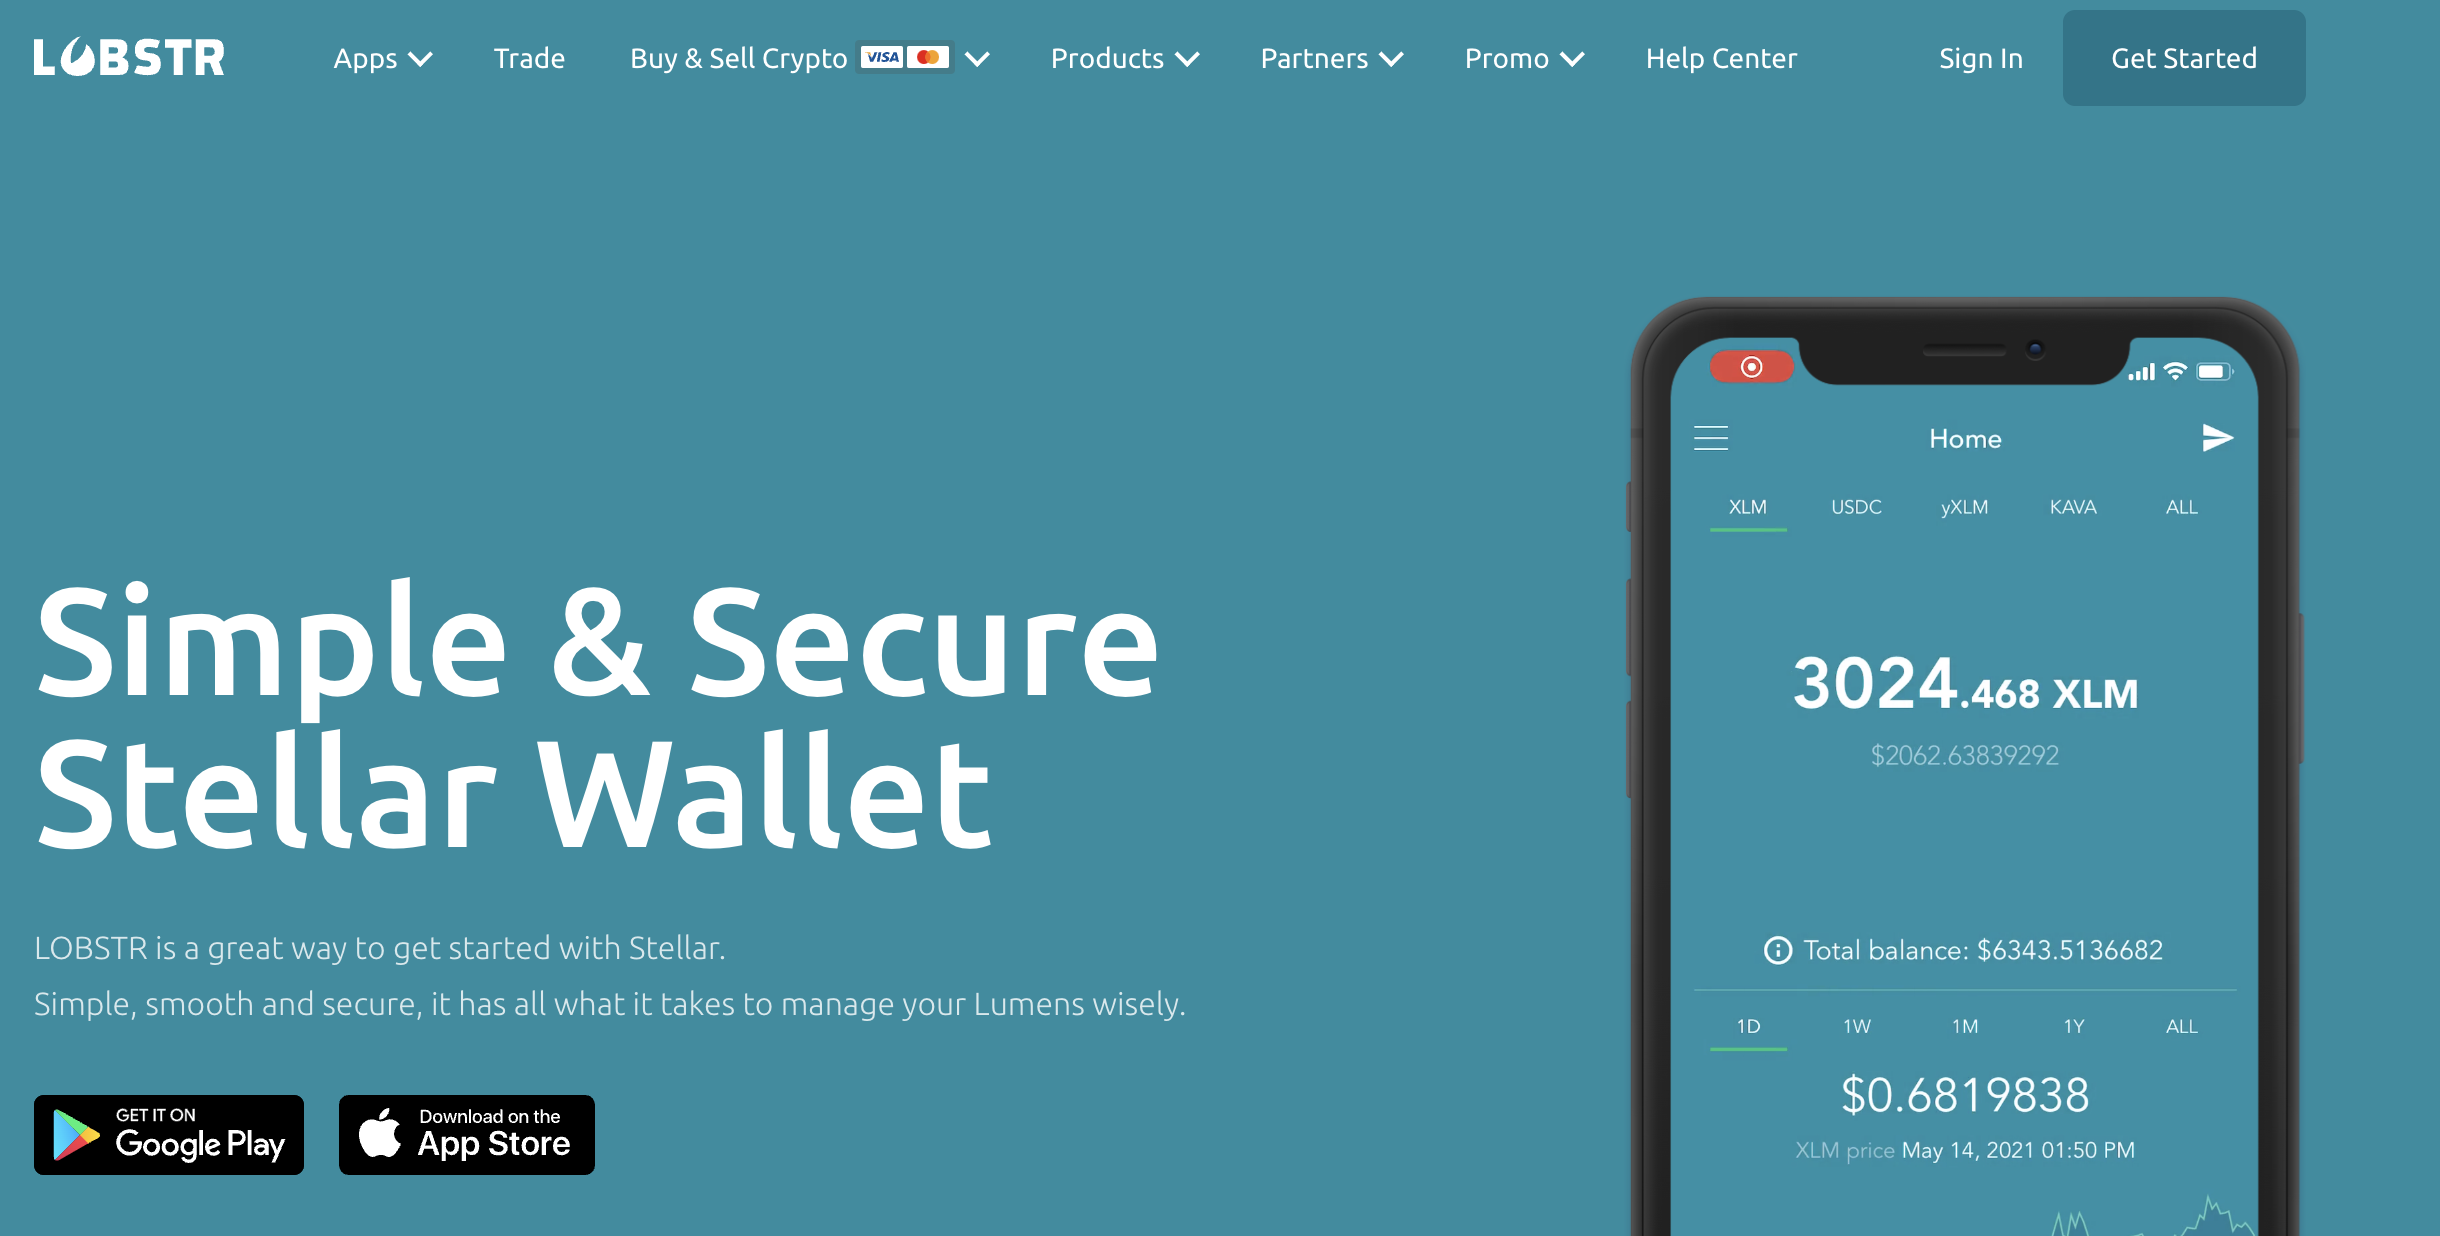 LOBSTR
Apps
Trade
Buy & Sell Crypto VISA
Products
Partners
Promo
Help Center
Sign In
Get Started
Simple & Secure
Stellar Wallet
LOBSTR is a great way to get started with Stellar.
Simple, smooth and secure, it has all what it takes to manage your Lumens wisely.
GET IT ON
Google Play
Download on the
App Store
Home
XLM USDC yXLM KAVA ALL
3024.468 XLM
$2062.63839292
Total balance: $6343.5136682
1D 1W 1M 1Y ALL
$0.6819838
XLM price May 14, 2021 01:50 PM